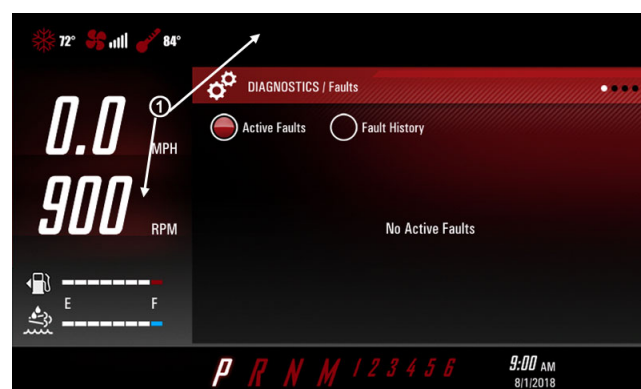 72° 84°
DIAGNOSTICS / Faults
1
0.0
MPH
Active Faults Fault History
900
RPM
No Active Faults
E F
P R N M 1 2 3 4 5 6
9:00 AM
8/1/2018